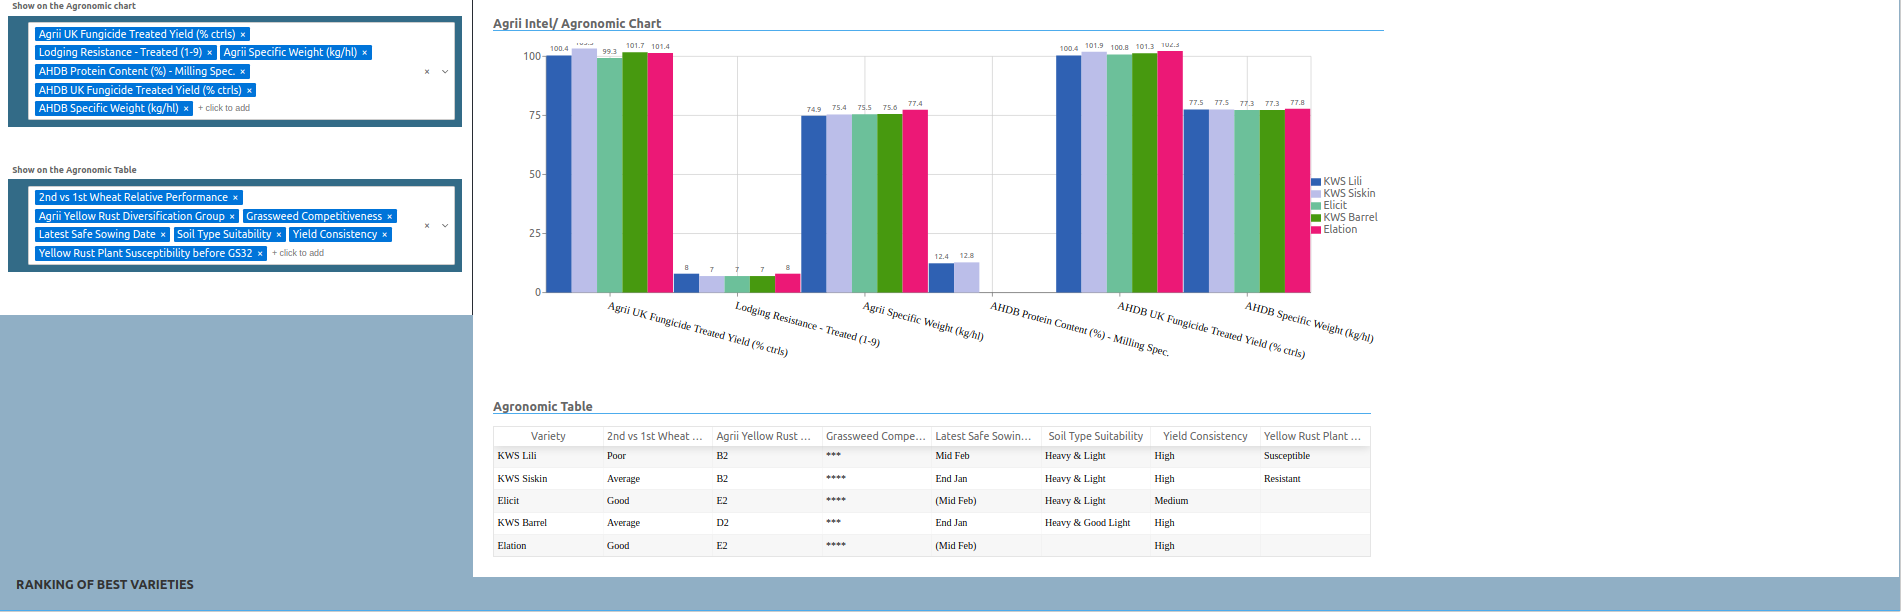 Show on the Agronomic chart
Agrii UK Fungicide Treated Yield (% ctrls) ×
Lodging Resistance - Treated (1-9) × Agrii Specific Weight (kg/hl) ×
AHDB Protein Content (%) - Milling Spec. ×
AHDB UK Fungicide Treated Yield (% ctrls) ×
AHDB Specific Weight (kg/hl) × + click to add
×
Show on the Agronomic Table
2nd vs 1st Wheat Relative Performance ×
Agrii Yellow Rust Diversification Group × Grassweed Competitiveness ×
Latest Safe Sowing Date × Soil Type Suitability × Yield Consistency ×
Yellow Rust Plant Susceptibility before GS32 × + click to add
×
Agrii Intel/ Agronomic Chart
100
75
50
25
0
100.4 99.3 101.7 101.4
8 7 7 7 8
74.9 75.4 75.5 75.6 77.4
12.4 12.8
100.4 101.9 100.8 101.3 102.3
77.5 77.5 77.3 77.3 77.8
KWS Lili
KWS Siskin
Elicit
KWS Barrel
Elation
Agrii UK Fungicide Treated Yield (% ctrls)
Lodging Resistance - Treated (1-9)
Agrii Specific Weight (kg/hl)
AHDB Protein Content (%) - Milling Spec.
AHDB UK Fungicide Treated Yield (% ctrls)
AHDB Specific Weight (kg/hl)
Agronomic Table
Variety 2nd vs 1st Wheat ... Agrii Yellow Rust ... Grassweed Compe... Latest Safe Sowin... Soil Type Suitability Yield Consistency Yellow Rust Plant ...
KWS Lili Poor B2 *** Mid Feb Heavy & Light High Susceptible
KWS Siskin Average B2 **** End Jan Heavy & Light High Resistant
Elicit Good E2 **** (Mid Feb) Heavy & Light Medium
KWS Barrel Average D2 *** End Jan Heavy & Good Light High
Elation Good E2 **** (Mid Feb) High
RANKING OF BEST VARIETIES